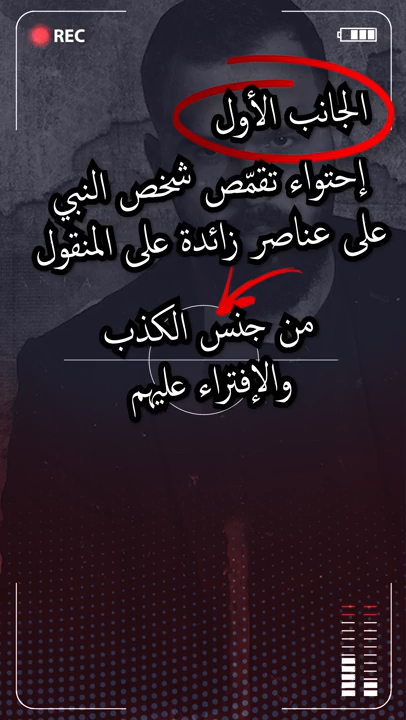 REC
الجانب الأول
إحتواء تقمّص شخص النبي
على عناصر زائدة على المنقول
من جنس الكذب
والإفتراء عليهم